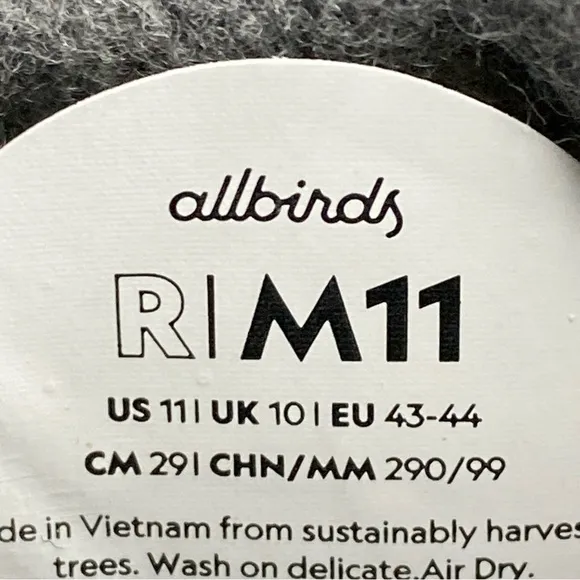 allbirds
R|M11
US 11| UK 10 | EU 43-44
CM 29| CHN/MM 290/99
de in Vietnam from sustainably harves
trees. Wash on delicate. Air Dry.